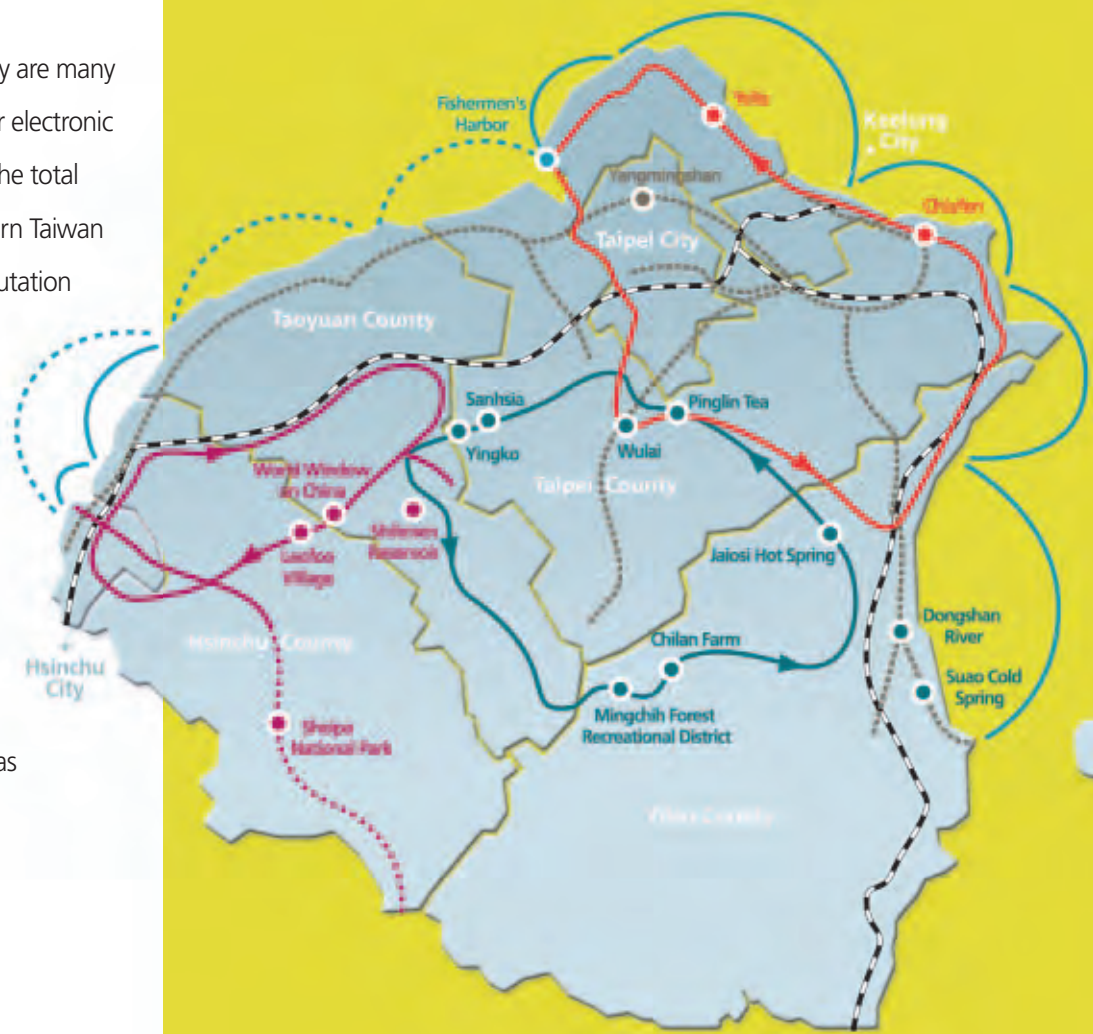 y are many
r electronic
he total
rn Taiwan
utation
as
Fishermen's
Harbor
Yehliu
Keelung
City
Yangmingshan
Chiufen
Taipei City
Taoyuan County
Sanhsia
Yingko
Pinglin Tea
Wulai
World Window
on China
Taipei County
Shihmen
Reservoir
Leofoo
Village
Jaiosi Hot Spring
Hsinchu County
Dongshan
River
Hsinchu
City
Chilan Farm
Suao Cold
Spring
Mingchih Forest
Recreational District
Sheipa
National Park
Yilan County